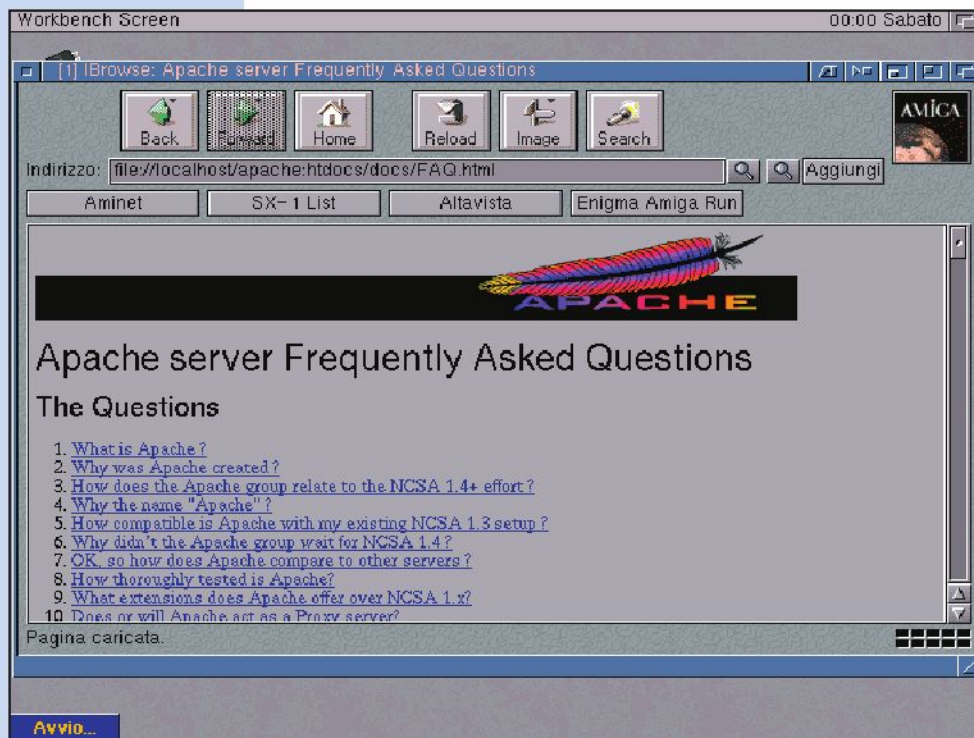 Workbench Screen 00:00 Sabato
[1] IBrowse: Apache server Frequently Asked Questions
Back Forward Home Reload Image Search
AMIGA
Indirizzo: file://localhost/apache:htdocs/docs/FAQ.html Aggiungi
Aminet SX-1 List Altavista Enigma Amiga Run
APACHE
Apache server Frequently Asked Questions
The Questions
1. What is Apache ?
2. Why was Apache created ?
3. How does the Apache group relate to the NCSA 1.4+ effort ?
4. Why the name "Apache" ?
5. How compatible is Apache with my existing NCSA 1.3 setup ?
6. Why didn't the Apache group wait for NCSA 1.4 ?
7. OK, so how does Apache compare to other servers ?
8. How thoroughly tested is Apache?
9. What extensions does Apache offer over NCSA 1.x?
10. Does or will Apache act as a Proxy server?
Pagina caricata.
Avvio...